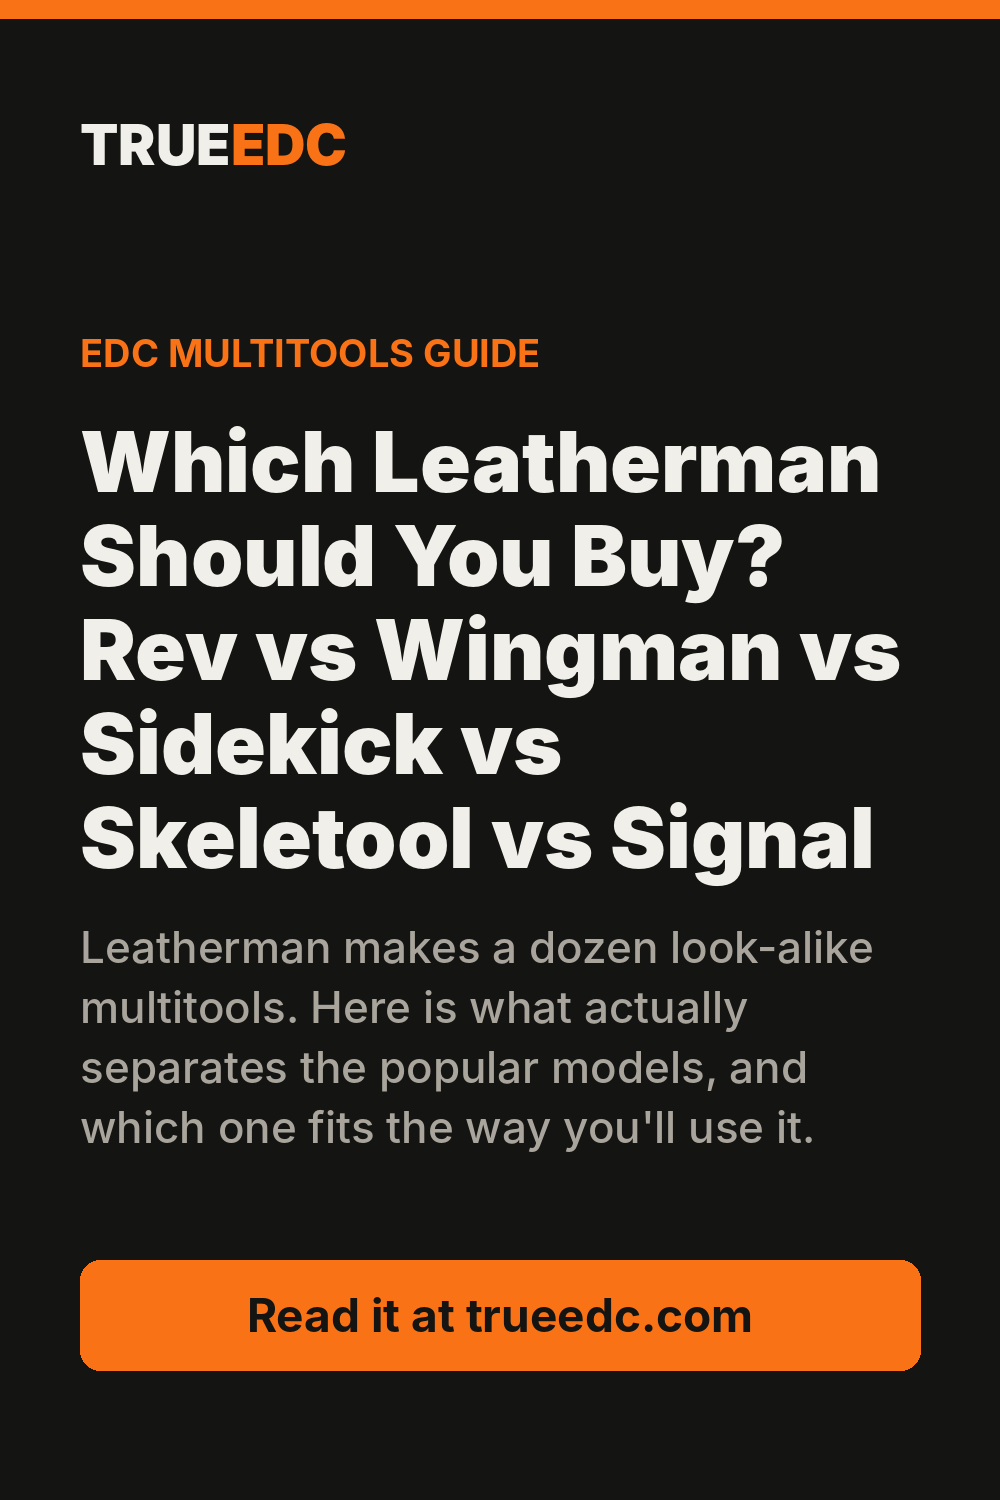 TRUEEDC
EDC MULTITOOLS GUIDE
Which Leatherman
Should You Buy?
Rev vs Wingman vs
Sidekick vs
Skeletool vs Signal
Leatherman makes a dozen look-alike
multitools. Here is what actually
separates the popular models, and
which one fits the way you'll use it.
Read it at trueedc.com